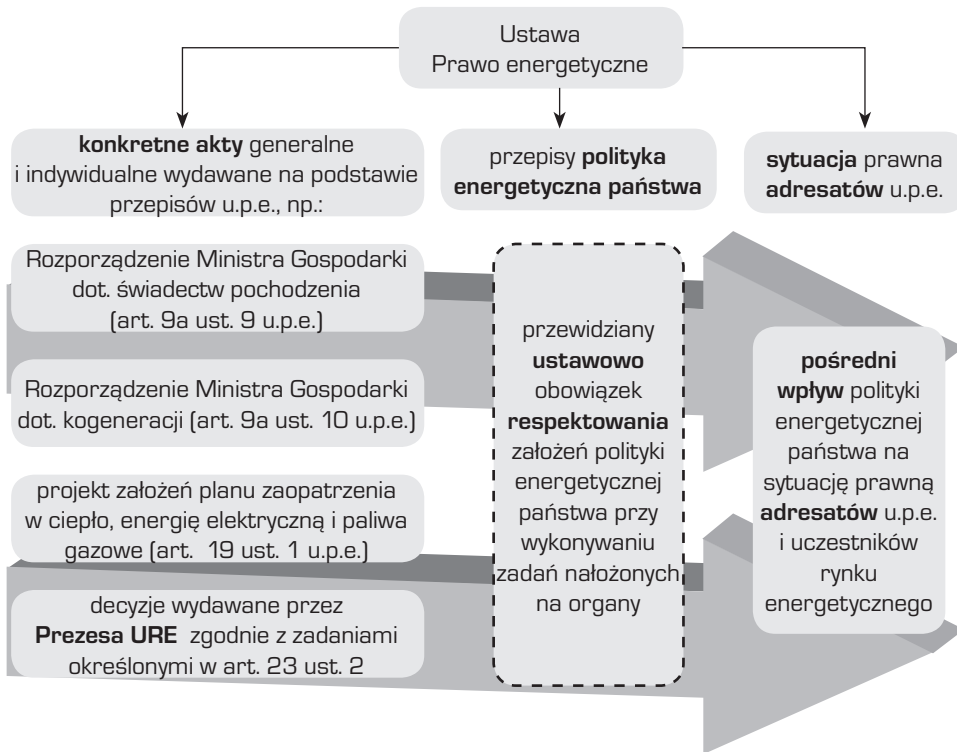 Ustawa
Prawo energetyczne
konkretne akty generalne
i indywidualne wydawane na podstawie
przepisów u.p.e., np.:
przepisy polityka
energetyczna państwa
sytuacja prawna
adresatów u.p.e.
Rozporządzenie Ministra Gospodarki
dot. świadectw pochodzenia
(art. 9a ust. 9 u.p.e.)
Rozporządzenie Ministra Gospodarki
dot. kogeneracji (art. 9a ust. 10 u.p.e.)
projekt założeń planu zaopatrzenia
w ciepło, energię elektryczną i paliwa
gazowe (art. 19 ust. 1 u.p.e.)
decyzje wydawane przez
Prezesa URE zgodnie z zadaniami
określonymi w art. 23 ust. 2
przewidziany
ustawowo
obowiązek
respektowania
założeń polityki
energetycznej
państwa przy
wykonywaniu
zadań nałożonych
na organy
pośredni
wpływ polityki
energetycznej
państwa na
sytuację prawną
adresatów u.p.e.
i uczestników
rynku
energetycznego